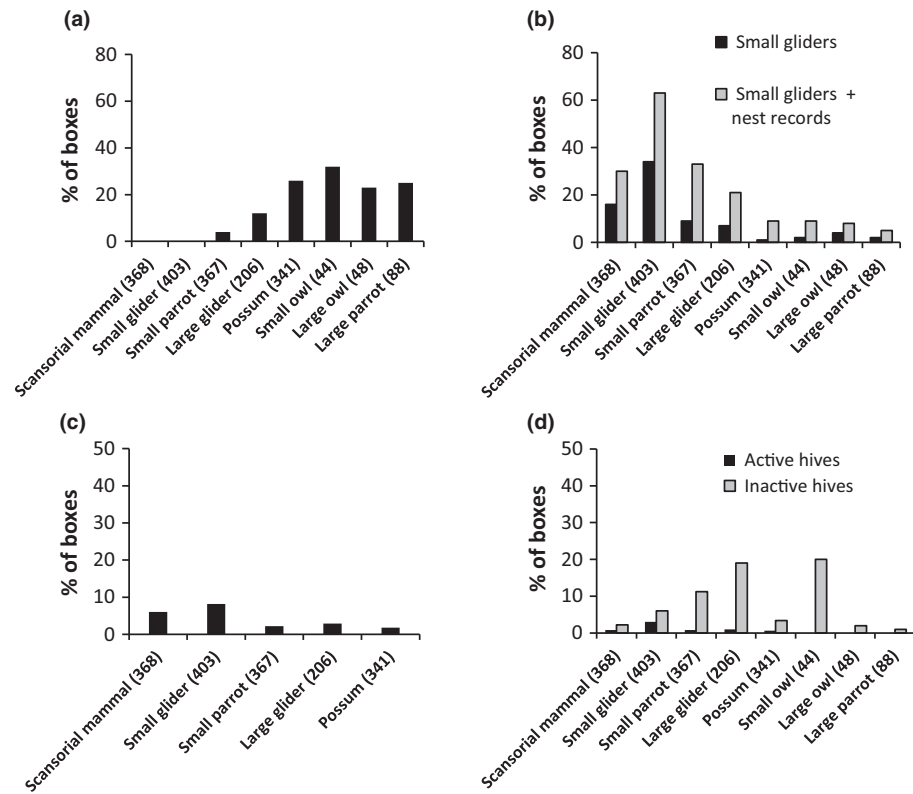 (a)
80
60
40
20
0
% of boxes
Scansorial mammal (368)
Small glider (403)
Small parrot (367)
Large glider (206)
Possum (341)
Small owl (44)
Large owl (48)
Large parrot (88)
(b)
80
60
40
20
0
% of boxes
Small gliders
Small gliders +
nest records
Scansorial mammal (368)
Small glider (403)
Small parrot (367)
Large glider (206)
Possum (341)
Small owl (44)
Large owl (48)
Large parrot (88)
(c)
50
40
30
20
10
0
% of boxes
Scansorial mammal (368)
Small glider (403)
Small parrot (367)
Large glider (206)
Possum (341)
(d)
50
40
30
20
10
0
% of boxes
Active hives
Inactive hives
Scansorial mammal (368)
Small glider (403)
Small parrot (367)
Large glider (206)
Possum (341)
Small owl (44)
Large owl (48)
Large parrot (88)